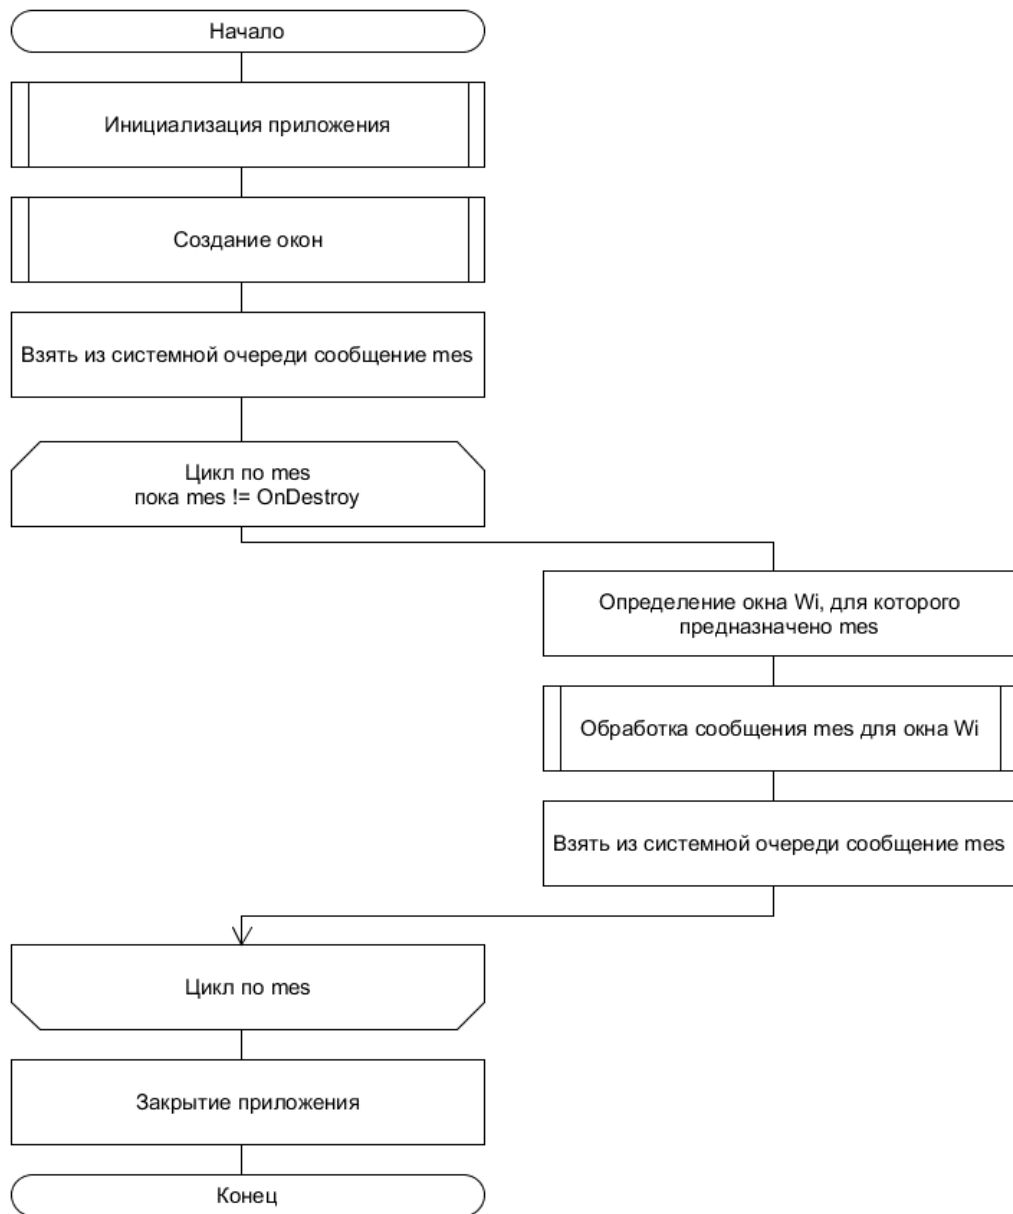 Начало
Инициализация приложения
Создание окон
Взять из системной очереди сообщение mes
Цикл по mes
пока mes != OnDestroy
Определение окна Wi, для которого
предназначено mes
Обработка сообщения mes для окна Wi
Взять из системной очереди сообщение mes
Цикл по mes
Закрытие приложения
Конец